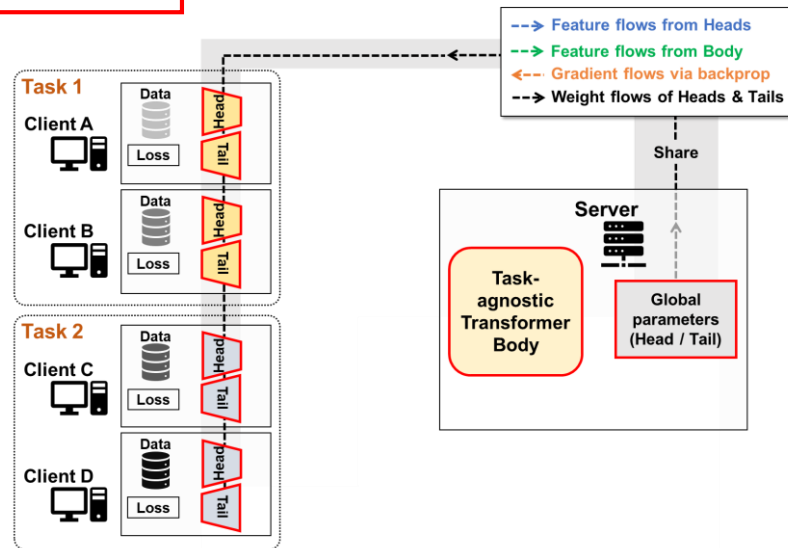 Feature flows from Heads
Feature flows from Body
Gradient flows via backprop
Weight flows of Heads & Tails
Share
Task 1
Client A
Data
Loss
Head
Tail
Client B
Data
Loss
Head
Tail
Task 2
Client C
Data
Loss
Head
Tail
Client D
Data
Loss
Head
Tail
Server
Task-
agnostic
Transformer
Body
Global
parameters
(Head / Tail)